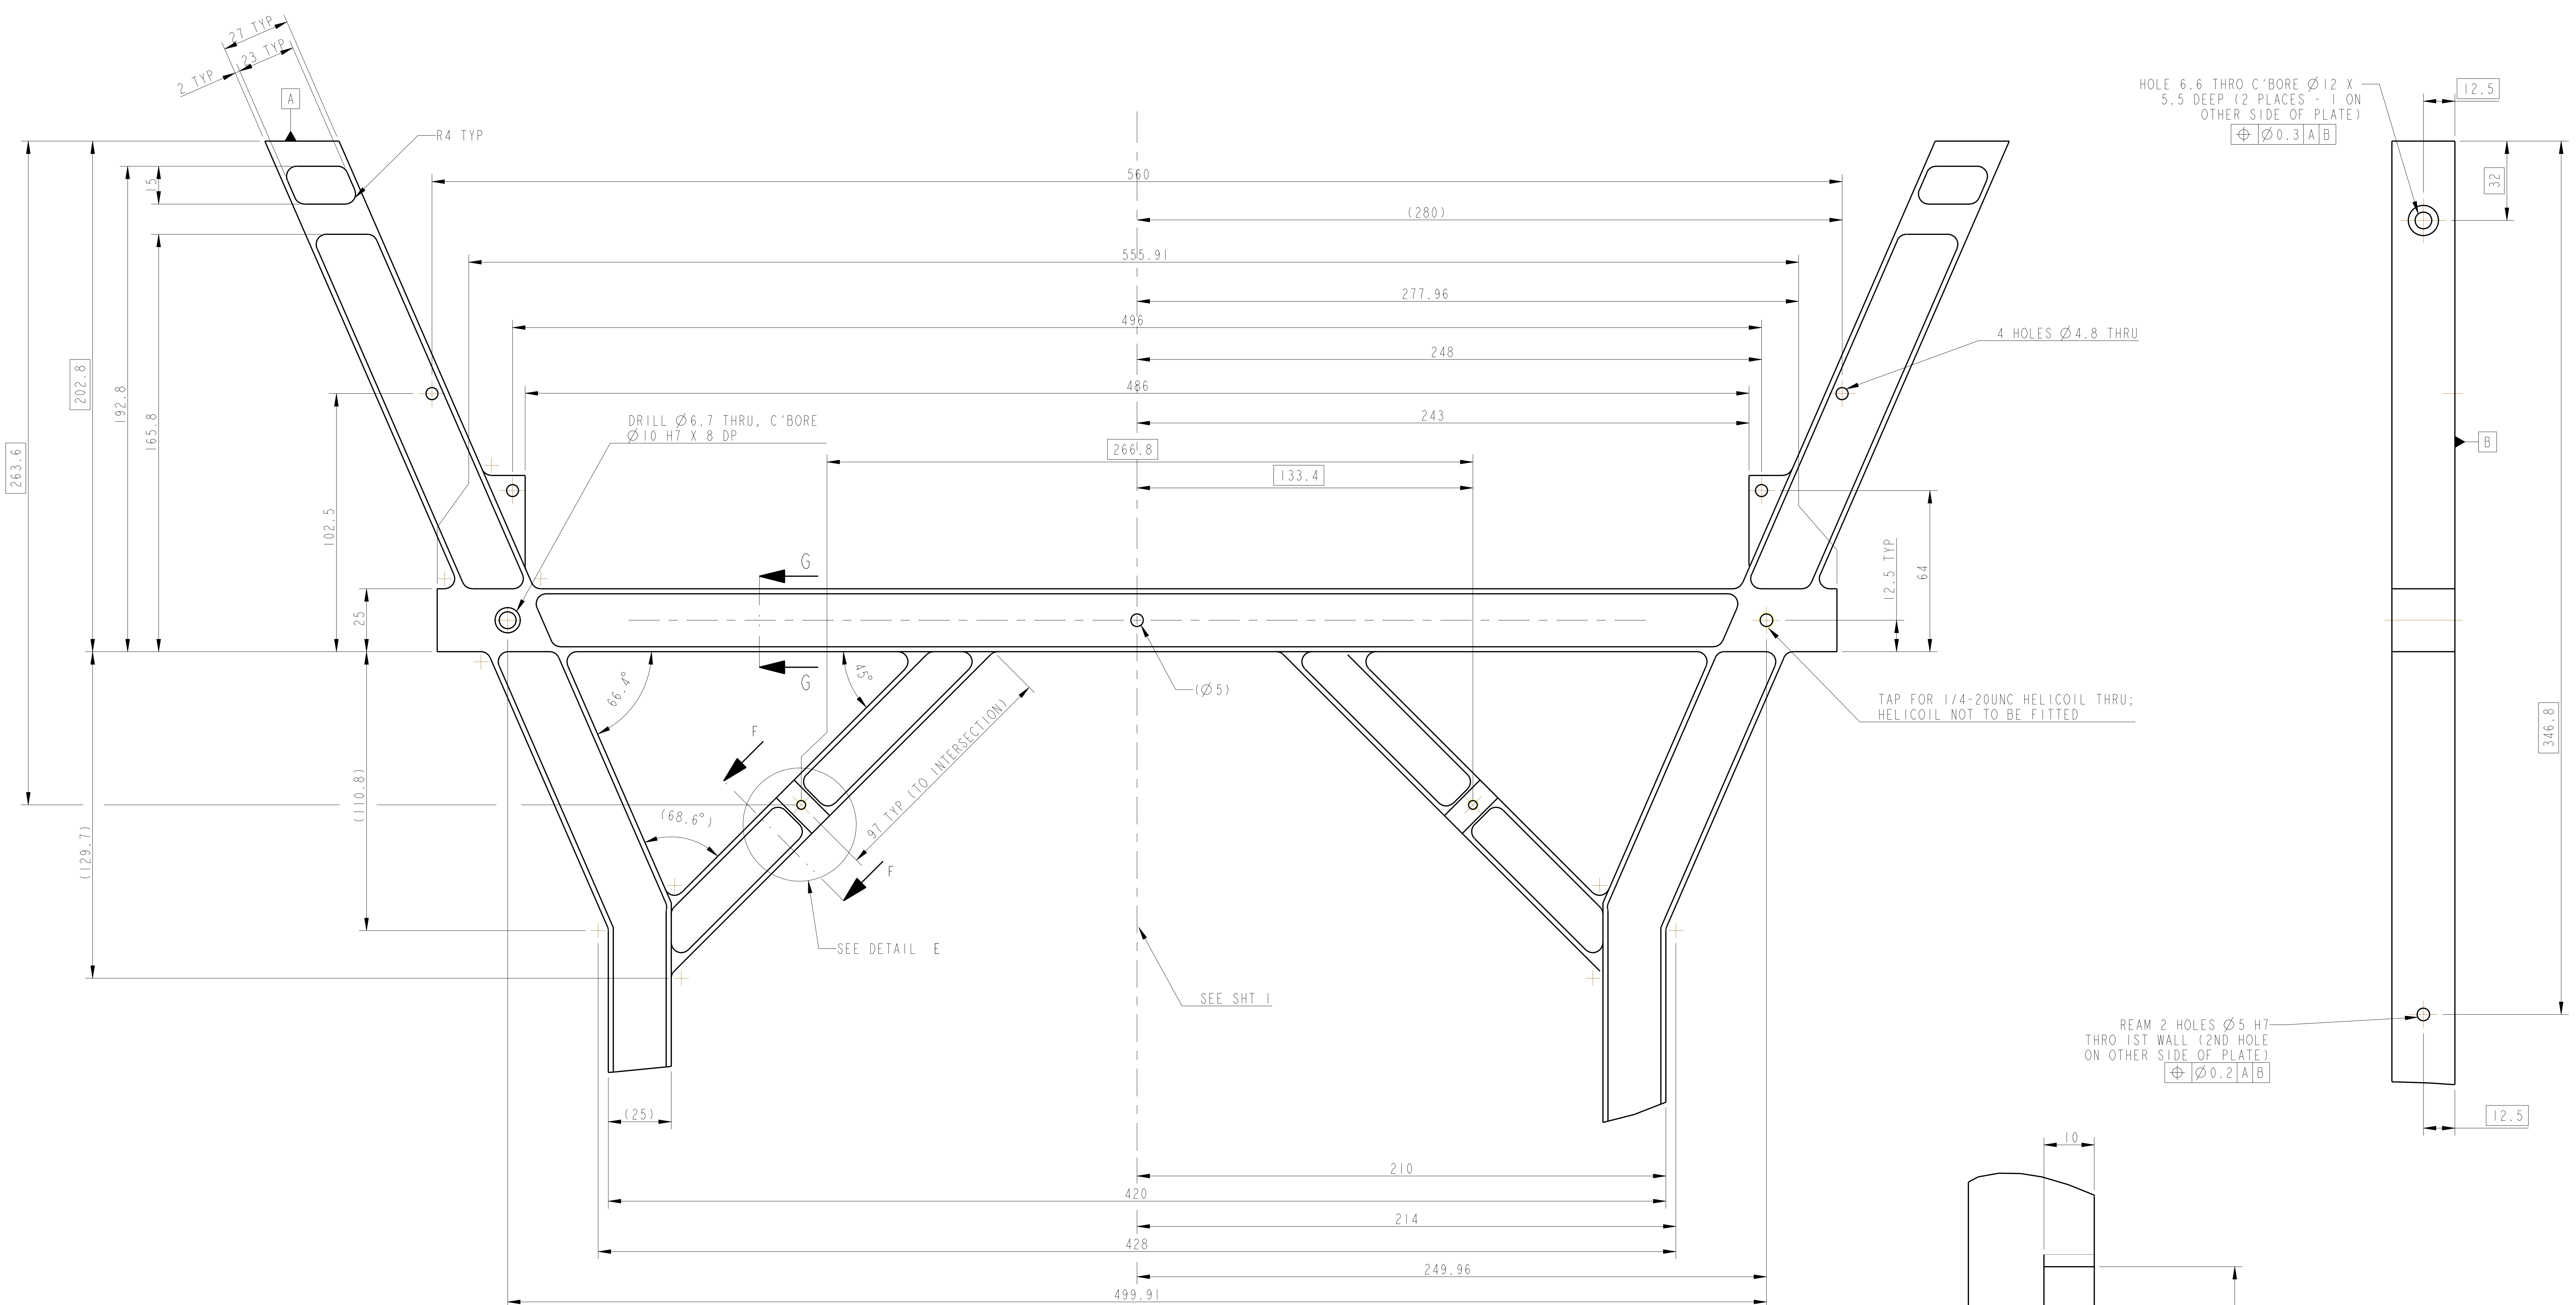 27 TYP
23 TYP
2 TYP
A
R4 TYP
HOLE 6.6 THRO C'BORE Ø12 X
5.5 DEEP (2 PLACES - 1 ON
OTHER SIDE OF PLATE)
⌖ Ø0.3 A B
12.5
32
15
560
(280)
555.91
277.96
496
248
4 HOLES Ø4.8 THRU
486
243
266.8
133.4
DRILL Ø6.7 THRU, C'BORE
Ø10 H7 X 8 DP
263.6
202.8
192.8
165.8
102.5
25
B
G
G
12.5 TYP
64
66.4°
45°
(Ø5)
TAP FOR 1/4-20UNC HELICOIL THRU;
HELICOIL NOT TO BE FITTED
346.8
F
F
97 TYP (TO INTERSECTION)
(68.6°)
(110.8)
(129.7)
SEE DETAIL E
SEE SHT 1
REAM 2 HOLES Ø5 H7
THRO 1ST WALL (2ND HOLE
ON OTHER SIDE OF PLATE)
⌖ Ø0.2 A B
12.5
(25)
10
210
420
214
428
249.96
499.91